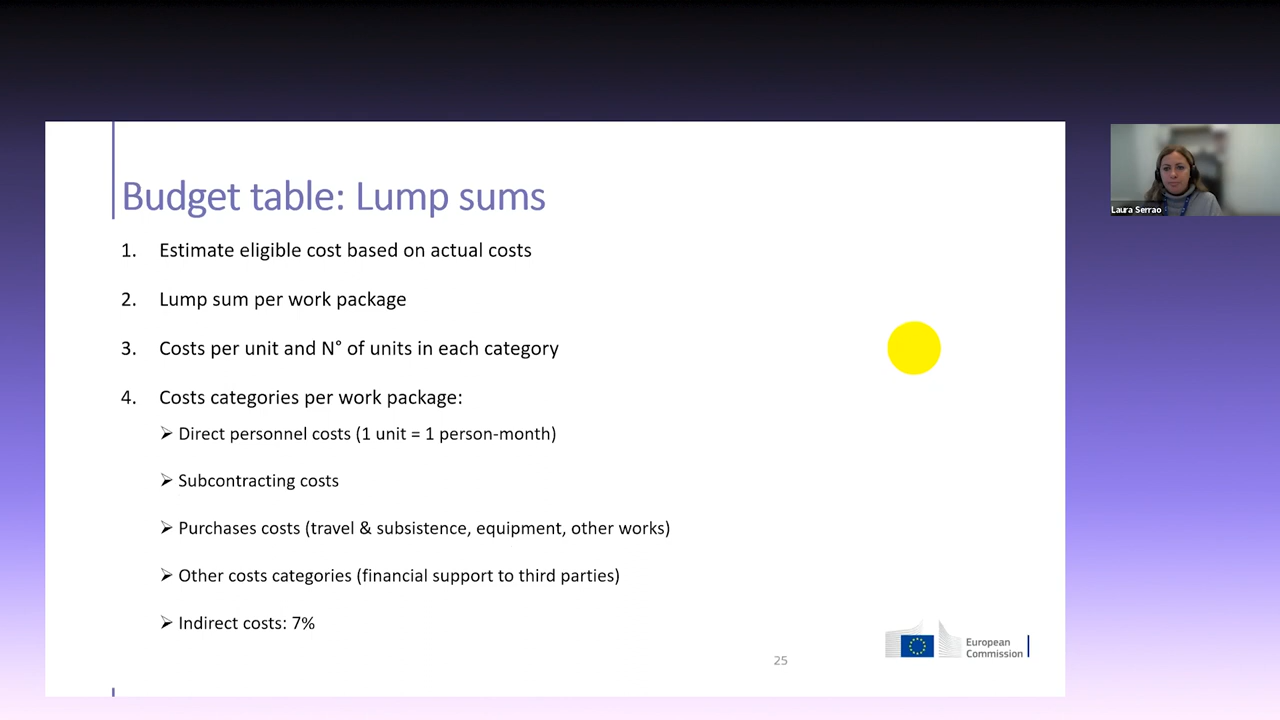 Budget table: Lump sums
1. Estimate eligible cost based on actual costs
2. Lump sum per work package
3. Costs per unit and N° of units in each category
4. Costs categories per work package:
➢ Direct personnel costs (1 unit = 1 person-month)
➢ Subcontracting costs
➢ Purchases costs (travel & subsistence, equipment, other works)
➢ Other costs categories (financial support to third parties)
➢ Indirect costs: 7%
25
European
Commission
Laura Serrao